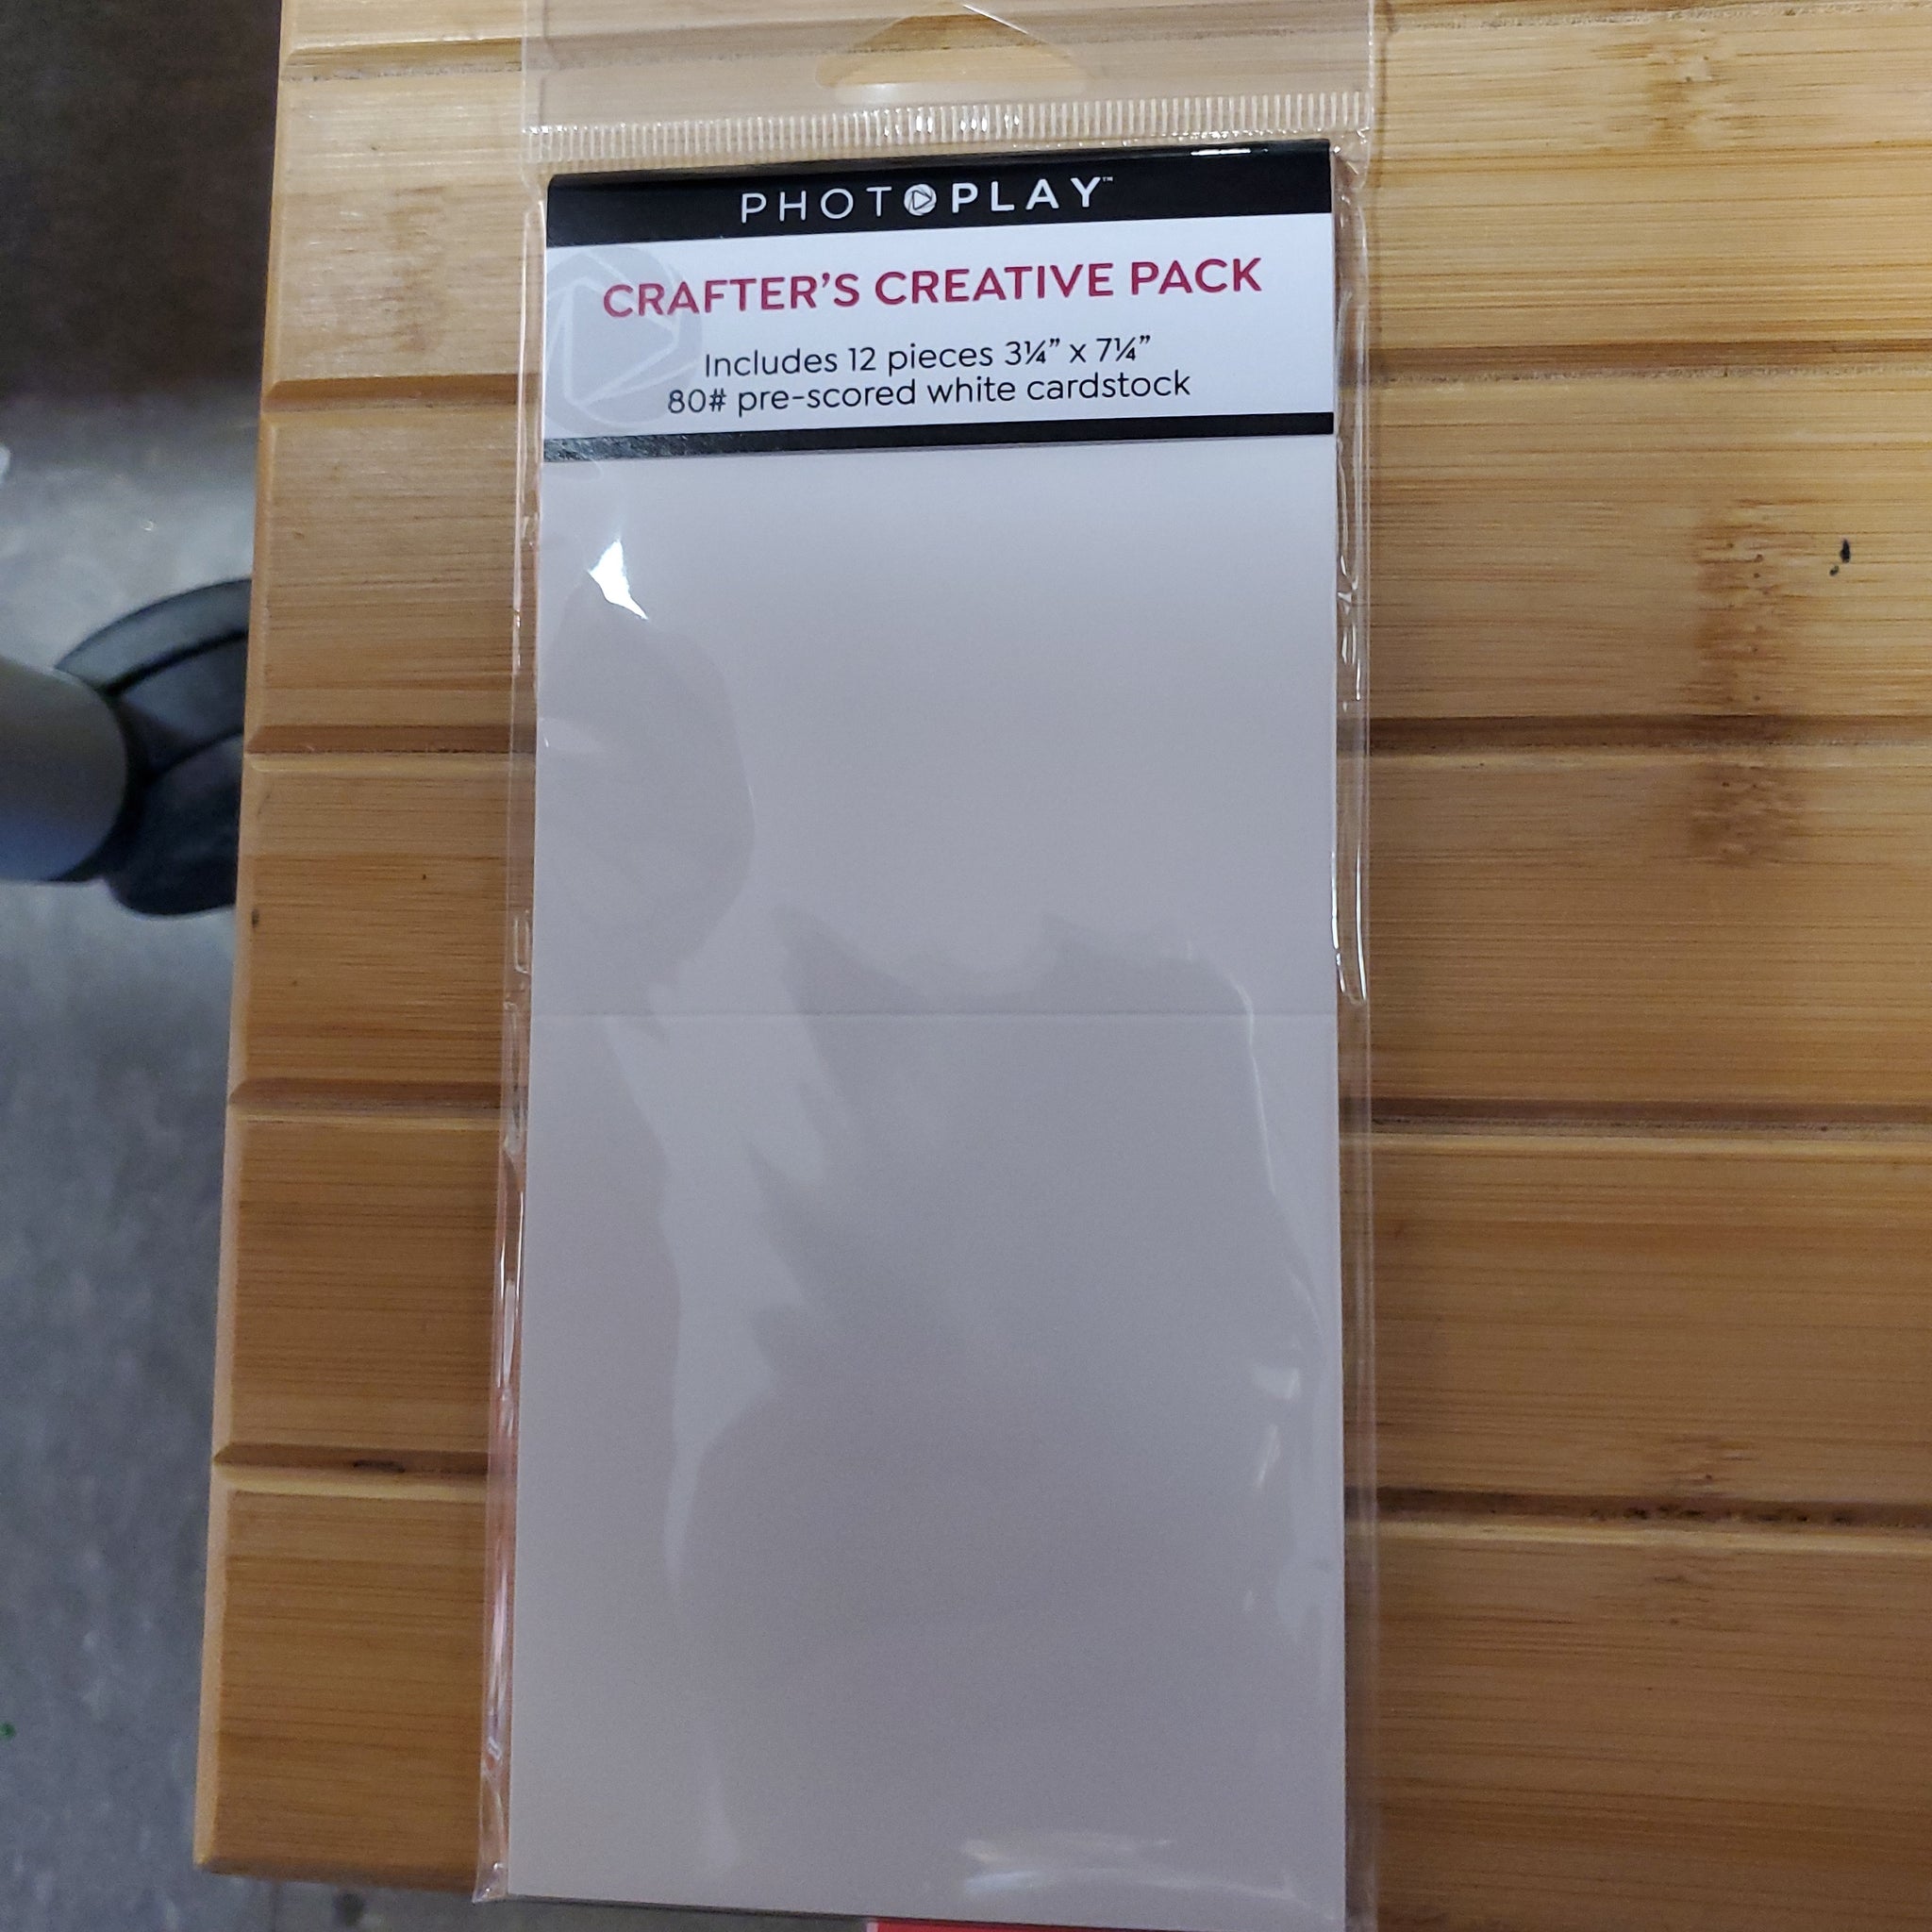 PHOTOPLAY™
CRAFTER'S CREATIVE PACK
Includes 12 pieces 3¼" x 7¼"
80# pre-scored white cardstock